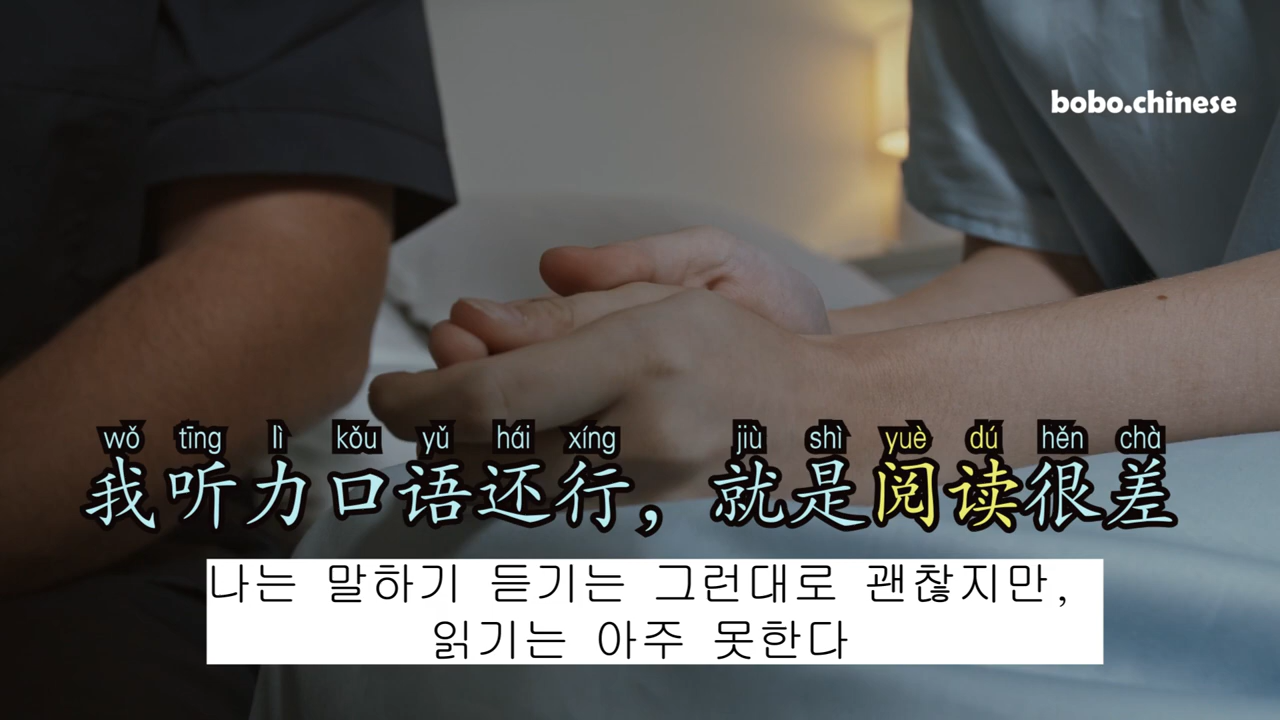 bobo.chinese
wǒ tīng lì kǒu yǔ hái xíng jiù shì yuè dú hěn chà
我听力口语还行，就是阅读很差
나는 말하기 듣기는 그런대로 괜찮지만,
읽기는 아주 못한다